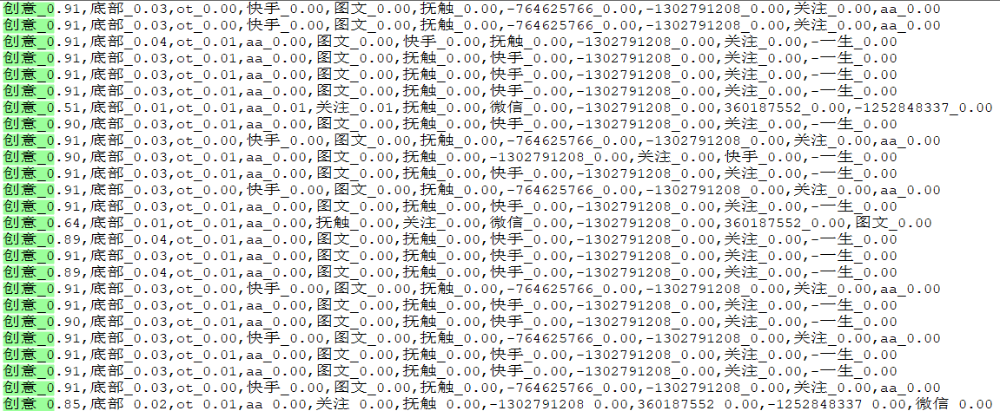 创意_0.91,底部_0.03,ot_0.00,快手_0.00,图文_0.00,抚触_0.00,-764625766_0.00,-1302791208_0.00,关注_0.00,aa_0.00
创意_0.91,底部_0.03,ot_0.00,快手_0.00,图文_0.00,抚触_0.00,-764625766_0.00,-1302791208_0.00,关注_0.00,aa_0.00
创意_0.91,底部_0.04,ot_0.01,aa_0.00,图文_0.00,快手_0.00,抚触_0.00,-1302791208_0.00,关注_0.00,-一生_0.00
创意_0.91,底部_0.03,ot_0.01,aa_0.00,图文_0.00,抚触_0.00,快手_0.00,-1302791208_0.00,关注_0.00,-一生_0.00
创意_0.91,底部_0.03,ot_0.01,aa_0.00,图文_0.00,抚触_0.00,快手_0.00,-1302791208_0.00,关注_0.00,-一生_0.00
创意_0.91,底部_0.03,ot_0.01,aa_0.00,图文_0.00,抚触_0.00,快手_0.00,-1302791208_0.00,关注_0.00,-一生_0.00
创意_0.51,底部_0.01,ot_0.01,aa_0.01,关注_0.01,抚触_0.00,微信_0.00,-1302791208_0.00,360187552_0.00,-1252848337_0.00
创意_0.90,底部_0.03,ot_0.01,aa_0.00,图文_0.00,抚触_0.00,快手_0.00,-1302791208_0.00,关注_0.00,-一生_0.00
创意_0.91,底部_0.03,ot_0.00,快手_0.00,图文_0.00,抚触_0.00,-764625766_0.00,-1302791208_0.00,关注_0.00,aa_0.00
创意_0.90,底部_0.03,ot_0.01,aa_0.00,图文_0.00,抚触_0.00,-1302791208_0.00,关注_0.00,快手_0.00,-一生_0.00
创意_0.91,底部_0.03,ot_0.01,aa_0.00,图文_0.00,抚触_0.00,快手_0.00,-1302791208_0.00,关注_0.00,-一生_0.00
创意_0.91,底部_0.03,ot_0.00,快手_0.00,图文_0.00,抚触_0.00,-764625766_0.00,-1302791208_0.00,关注_0.00,aa_0.00
创意_0.91,底部_0.03,ot_0.01,aa_0.00,图文_0.00,抚触_0.00,快手_0.00,-1302791208_0.00,关注_0.00,-一生_0.00
创意_0.64,底部_0.01,ot_0.01,aa_0.00,抚触_0.00,关注_0.00,微信_0.00,-1302791208_0.00,360187552_0.00,图文_0.00
创意_0.89,底部_0.04,ot_0.01,aa_0.00,图文_0.00,抚触_0.00,快手_0.00,-1302791208_0.00,关注_0.00,-一生_0.00
创意_0.91,底部_0.03,ot_0.01,aa_0.00,图文_0.00,抚触_0.00,快手_0.00,-1302791208_0.00,关注_0.00,-一生_0.00
创意_0.89,底部_0.04,ot_0.01,aa_0.00,图文_0.00,抚触_0.00,快手_0.00,-1302791208_0.00,关注_0.00,-一生_0.00
创意_0.91,底部_0.03,ot_0.00,快手_0.00,图文_0.00,抚触_0.00,-764625766_0.00,-1302791208_0.00,关注_0.00,aa_0.00
创意_0.91,底部_0.03,ot_0.01,aa_0.00,图文_0.00,抚触_0.00,快手_0.00,-1302791208_0.00,关注_0.00,-一生_0.00
创意_0.90,底部_0.03,ot_0.01,aa_0.00,图文_0.00,抚触_0.00,快手_0.00,-1302791208_0.00,关注_0.00,-一生_0.00
创意_0.91,底部_0.03,ot_0.00,快手_0.00,图文_0.00,抚触_0.00,-764625766_0.00,-1302791208_0.00,关注_0.00,aa_0.00
创意_0.91,底部_0.03,ot_0.01,aa_0.00,图文_0.00,抚触_0.00,快手_0.00,-1302791208_0.00,关注_0.00,-一生_0.00
创意_0.91,底部_0.03,ot_0.01,aa_0.00,图文_0.00,抚触_0.00,快手_0.00,-1302791208_0.00,关注_0.00,-一生_0.00
创意_0.91,底部_0.03,ot_0.00,快手_0.00,图文_0.00,抚触_0.00,-764625766_0.00,-1302791208_0.00,关注_0.00,aa_0.00
创意_0.85,底部_0.02,ot_0.01,aa_0.00,关注_0.00,抚触_0.00,-1302791208_0.00,360187552_0.00,-1252848337_0.00,微信_0.00